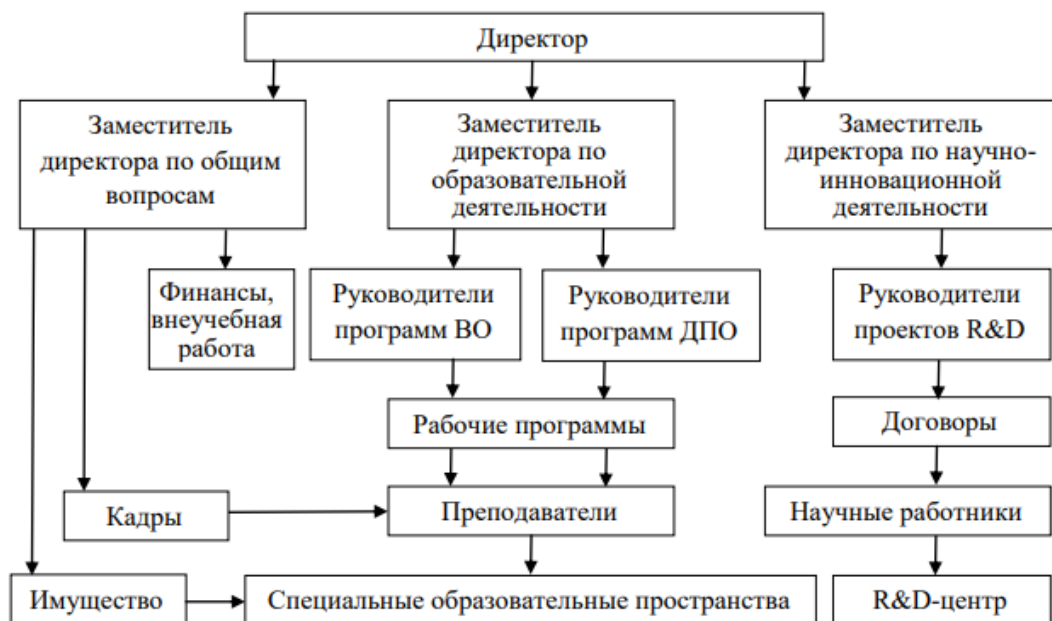 Директор
Заместитель
директора по общим
вопросам
Заместитель
директора по
образовательной
деятельности
Заместитель
директора по научно-
инновационной
деятельности
Финансы,
внеучебная
работа
Руководители
программ ВО
Руководители
программ ДПО
Руководители
проектов R&D
Рабочие программы
Договоры
Кадры
Преподаватели
Научные работники
Имущество
Специальные образовательные пространства
R&D-центр